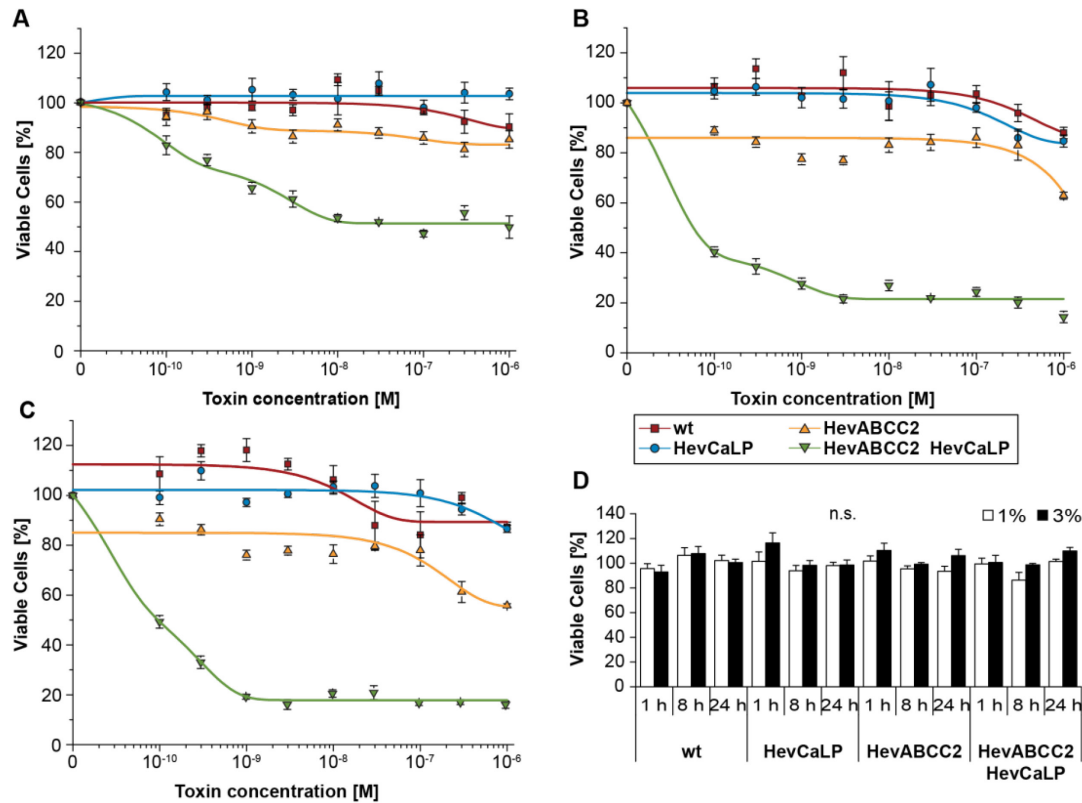 A
120
100
80
60
40
20
0
Viable Cells [%]
0
10-10
10-9
10-8
10-7
10-6
Toxin concentration [M]
B
120
100
80
60
40
20
0
Viable Cells [%]
0
10-10
10-9
10-8
10-7
10-6
Toxin concentration [M]
C
120
100
80
60
40
20
0
Viable Cells [%]
0
10-10
10-9
10-8
10-7
10-6
Toxin concentration [M]
wt HevABCC2
HevCaLP HevABCC2 HevCaLP
D
n.s. 1% 3%
140
120
100
80
60
40
20
0
Viable Cells [%]
1 h 8 h 24 h 1 h 8 h 24 h 1 h 8 h 24 h 1 h 8 h 24 h
wt HevCaLP HevABCC2 HevABCC2
HevCaLP